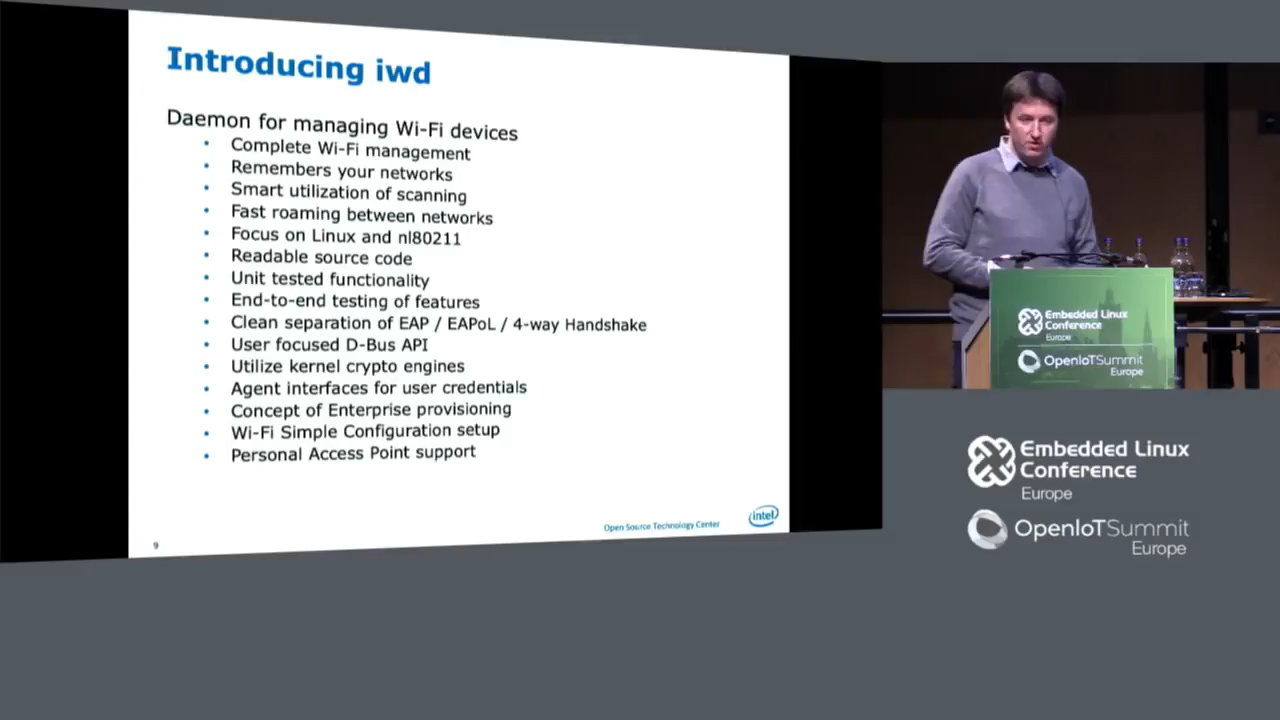 Introducing iwd
Daemon for managing Wi-Fi devices
• Complete Wi-Fi management
• Remembers your networks
• Smart utilization of scanning
• Fast roaming between networks
• Focus on Linux and nl80211
• Readable source code
• Unit tested functionality
• End-to-end testing of features
• Clean separation of EAP / EAPoL / 4-way Handshake
• User focused D-Bus API
• Utilize kernel crypto engines
• Agent interfaces for user credentials
• Concept of Enterprise provisioning
• Wi-Fi Simple Configuration setup
• Personal Access Point support
Open Source Technology Center
intel
9
Embedded Linux
Conference
Europe
OpenIoTSummit
Europe
Embedded Linux
Conference
Europe
OpenIoTSummit
Europe